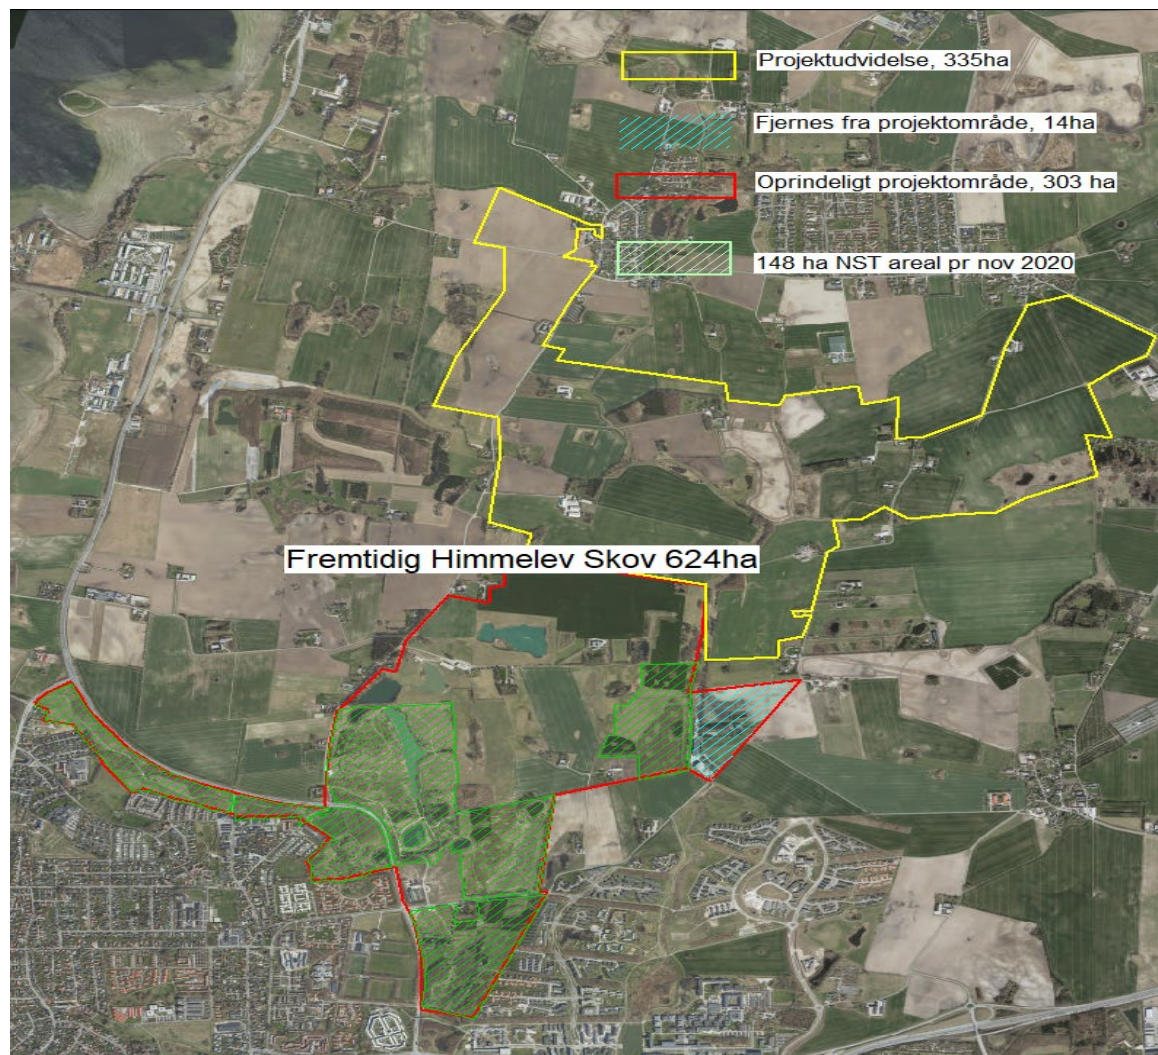 Projektudvidelse, 335ha
Fjernes fra projektområde, 14ha
Oprindeligt projektområde, 303 ha
148 ha NST areal pr nov 2020
Fremtidig Himmelev Skov 624ha